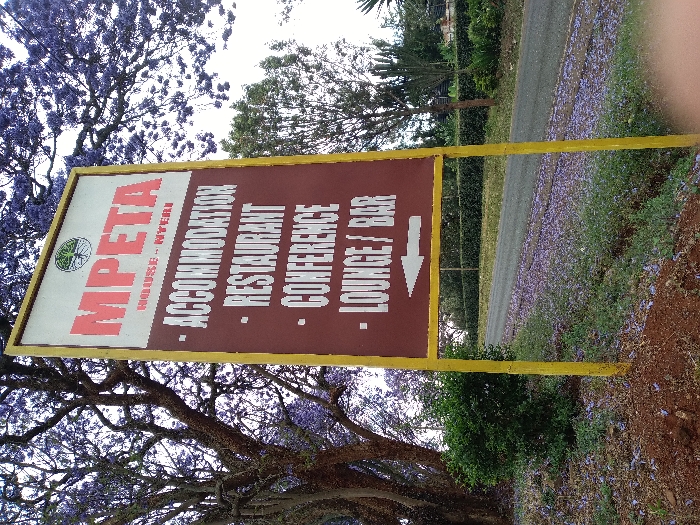 MPETA
HOUSE - NYERI
. ACCOMMODATION
. RESTAURANT
. CONFERENCE
. LOUNGE / BAR